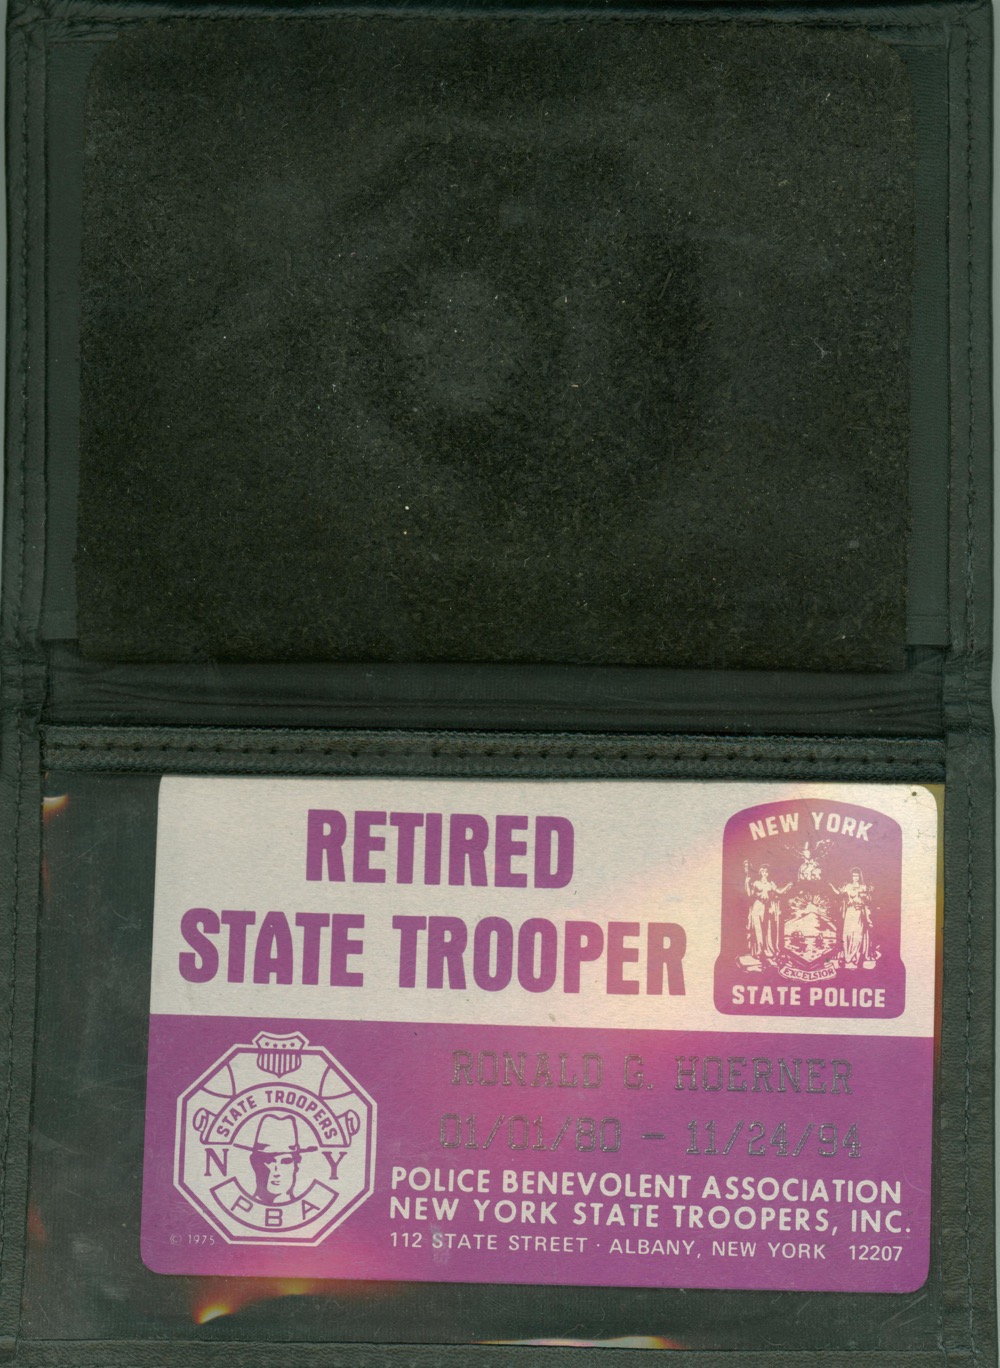 RETIRED
STATE TROOPER
NEW YORK
EXCELSIOR
STATE POLICE
STATE TROOPERS
N Y
PBA
© 1975
RONALD G. HOERNER
01/01/80 - 11/24/94
POLICE BENEVOLENT ASSOCIATION
NEW YORK STATE TROOPERS, INC.
112 STATE STREET · ALBANY, NEW YORK 12207